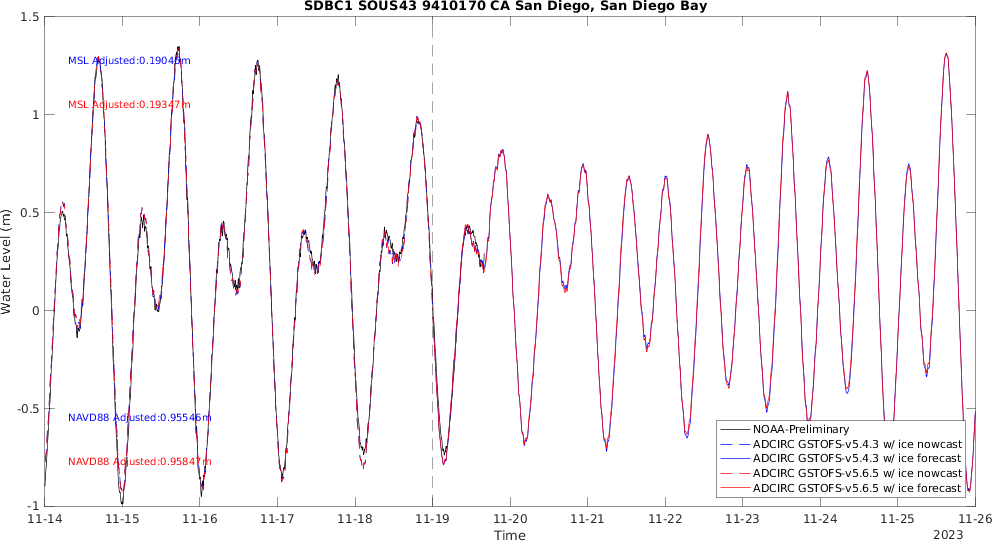 SDBC1 SOUS43 9410170 CA San Diego, San Diego Bay
1.5
1
0.5
0
-0.5
-1
Water Level (m)
MSL Adjusted:0.19045m
MSL Adjusted:0.19347m
NAVD88 Adjusted:0.95546m
NAVD88 Adjusted:0.95847m
NOAA-Preliminary
ADCIRC GSTOFS-v5.4.3 w/ ice nowcast
ADCIRC GSTOFS-v5.4.3 w/ ice forecast
ADCIRC GSTOFS-v5.6.5 w/ ice nowcast
ADCIRC GSTOFS-v5.6.5 w/ ice forecast
11-14 11-15 11-16 11-17 11-18 11-19 11-20 11-21 11-22 11-23 11-24 11-25 11-26
Time
2023